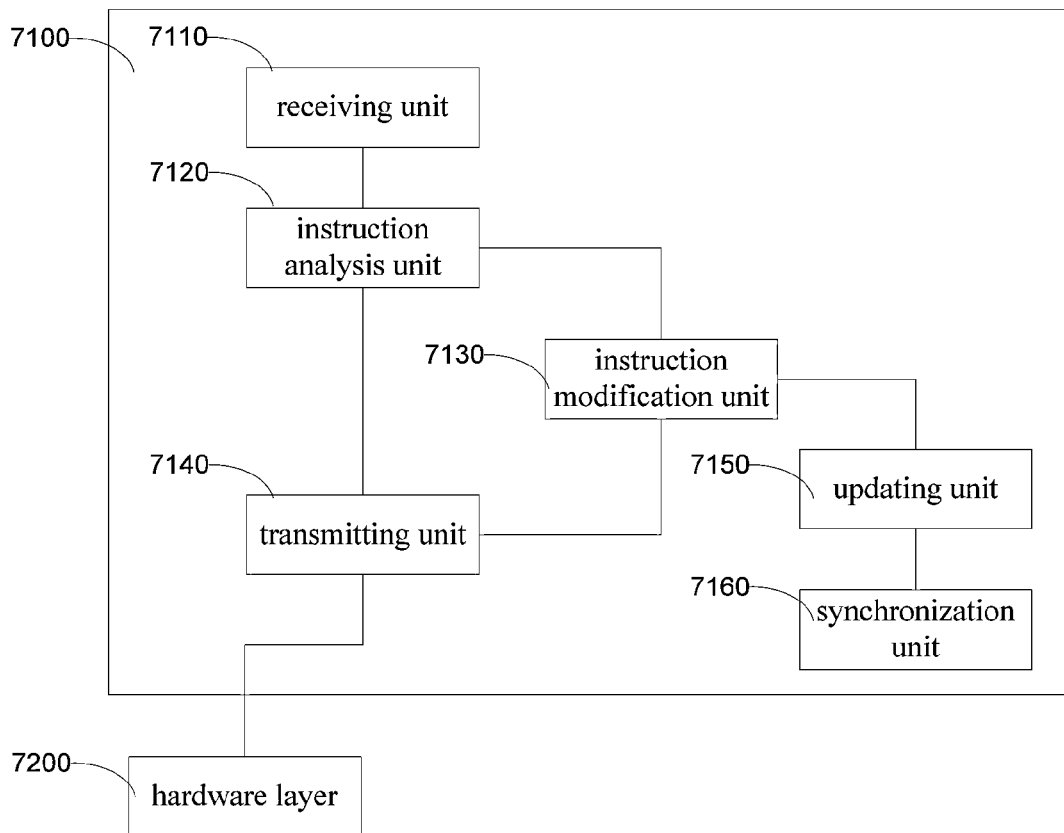 7100
7110
receiving unit
7120
instruction
analysis unit
7130
instruction
modification unit
7140
transmitting unit
7150
updating unit
7160
synchronization
unit
7200
hardware layer